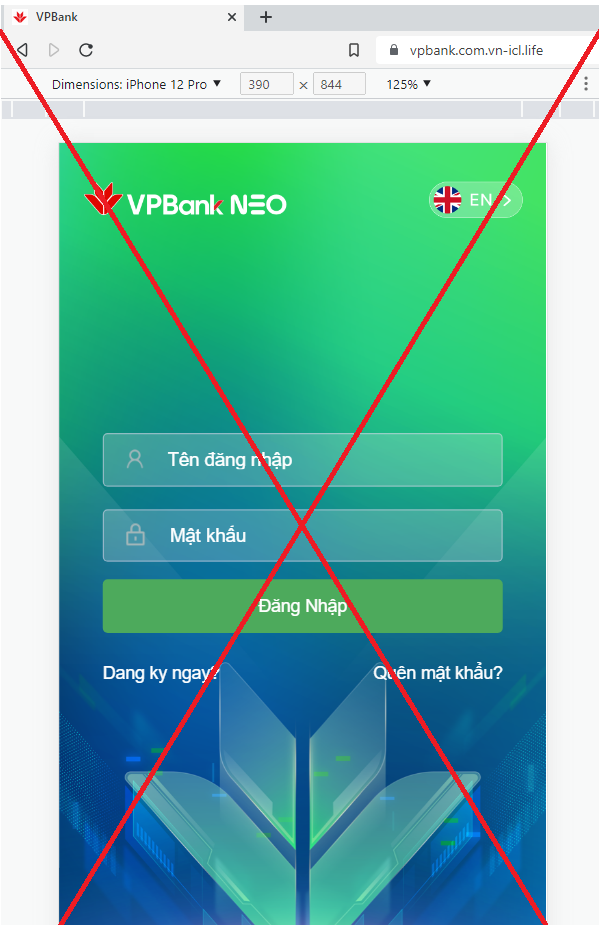 VPBank
vpbank.com.vn-icl.life
Dimensions: iPhone 12 Pro 390 × 844 125%
VPBank NEO
EN
Tên đăng nhập
Mật khẩu
Đăng Nhập
Dang ky ngay?
Quên mật khẩu?